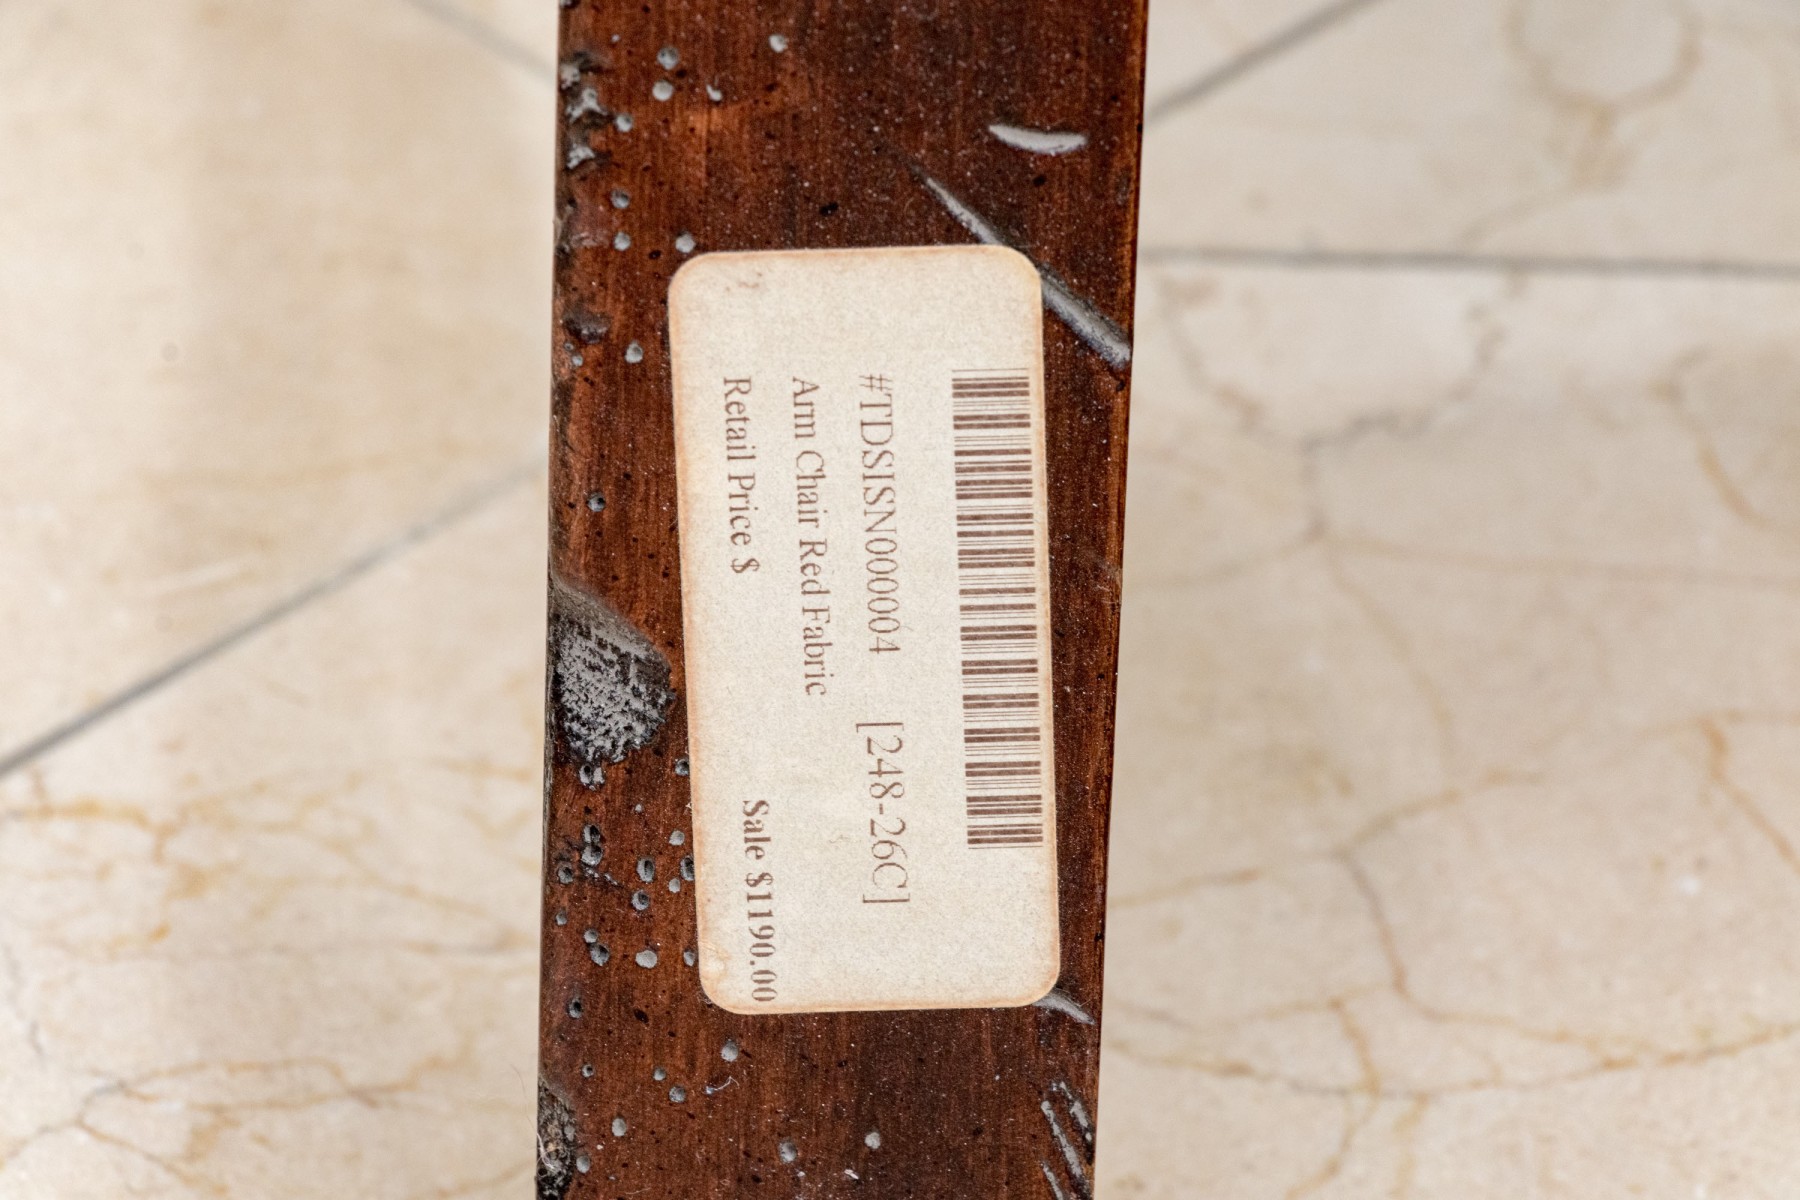 #TDSISN000004 [248-26C]
Arm Chair Red Fabric
Retail Price $ Sale $1190.00